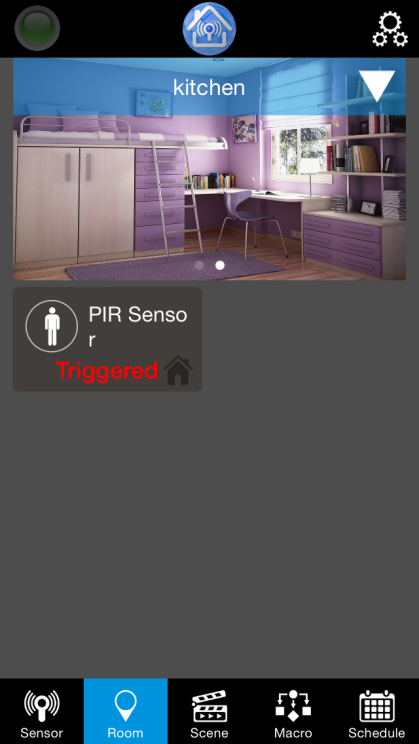 kitchen
PIR Senso
r
Triggered
Sensor
Room
Scene
Macro
Schedule